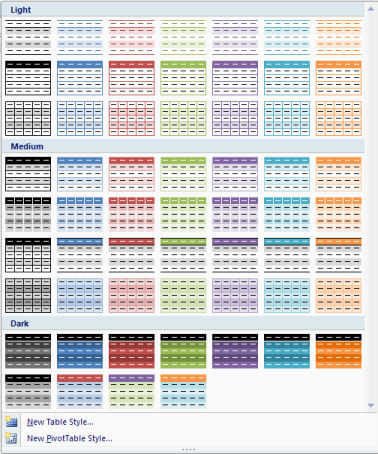 Light
Medium
Dark
New Table Style...
New PivotTable Style...